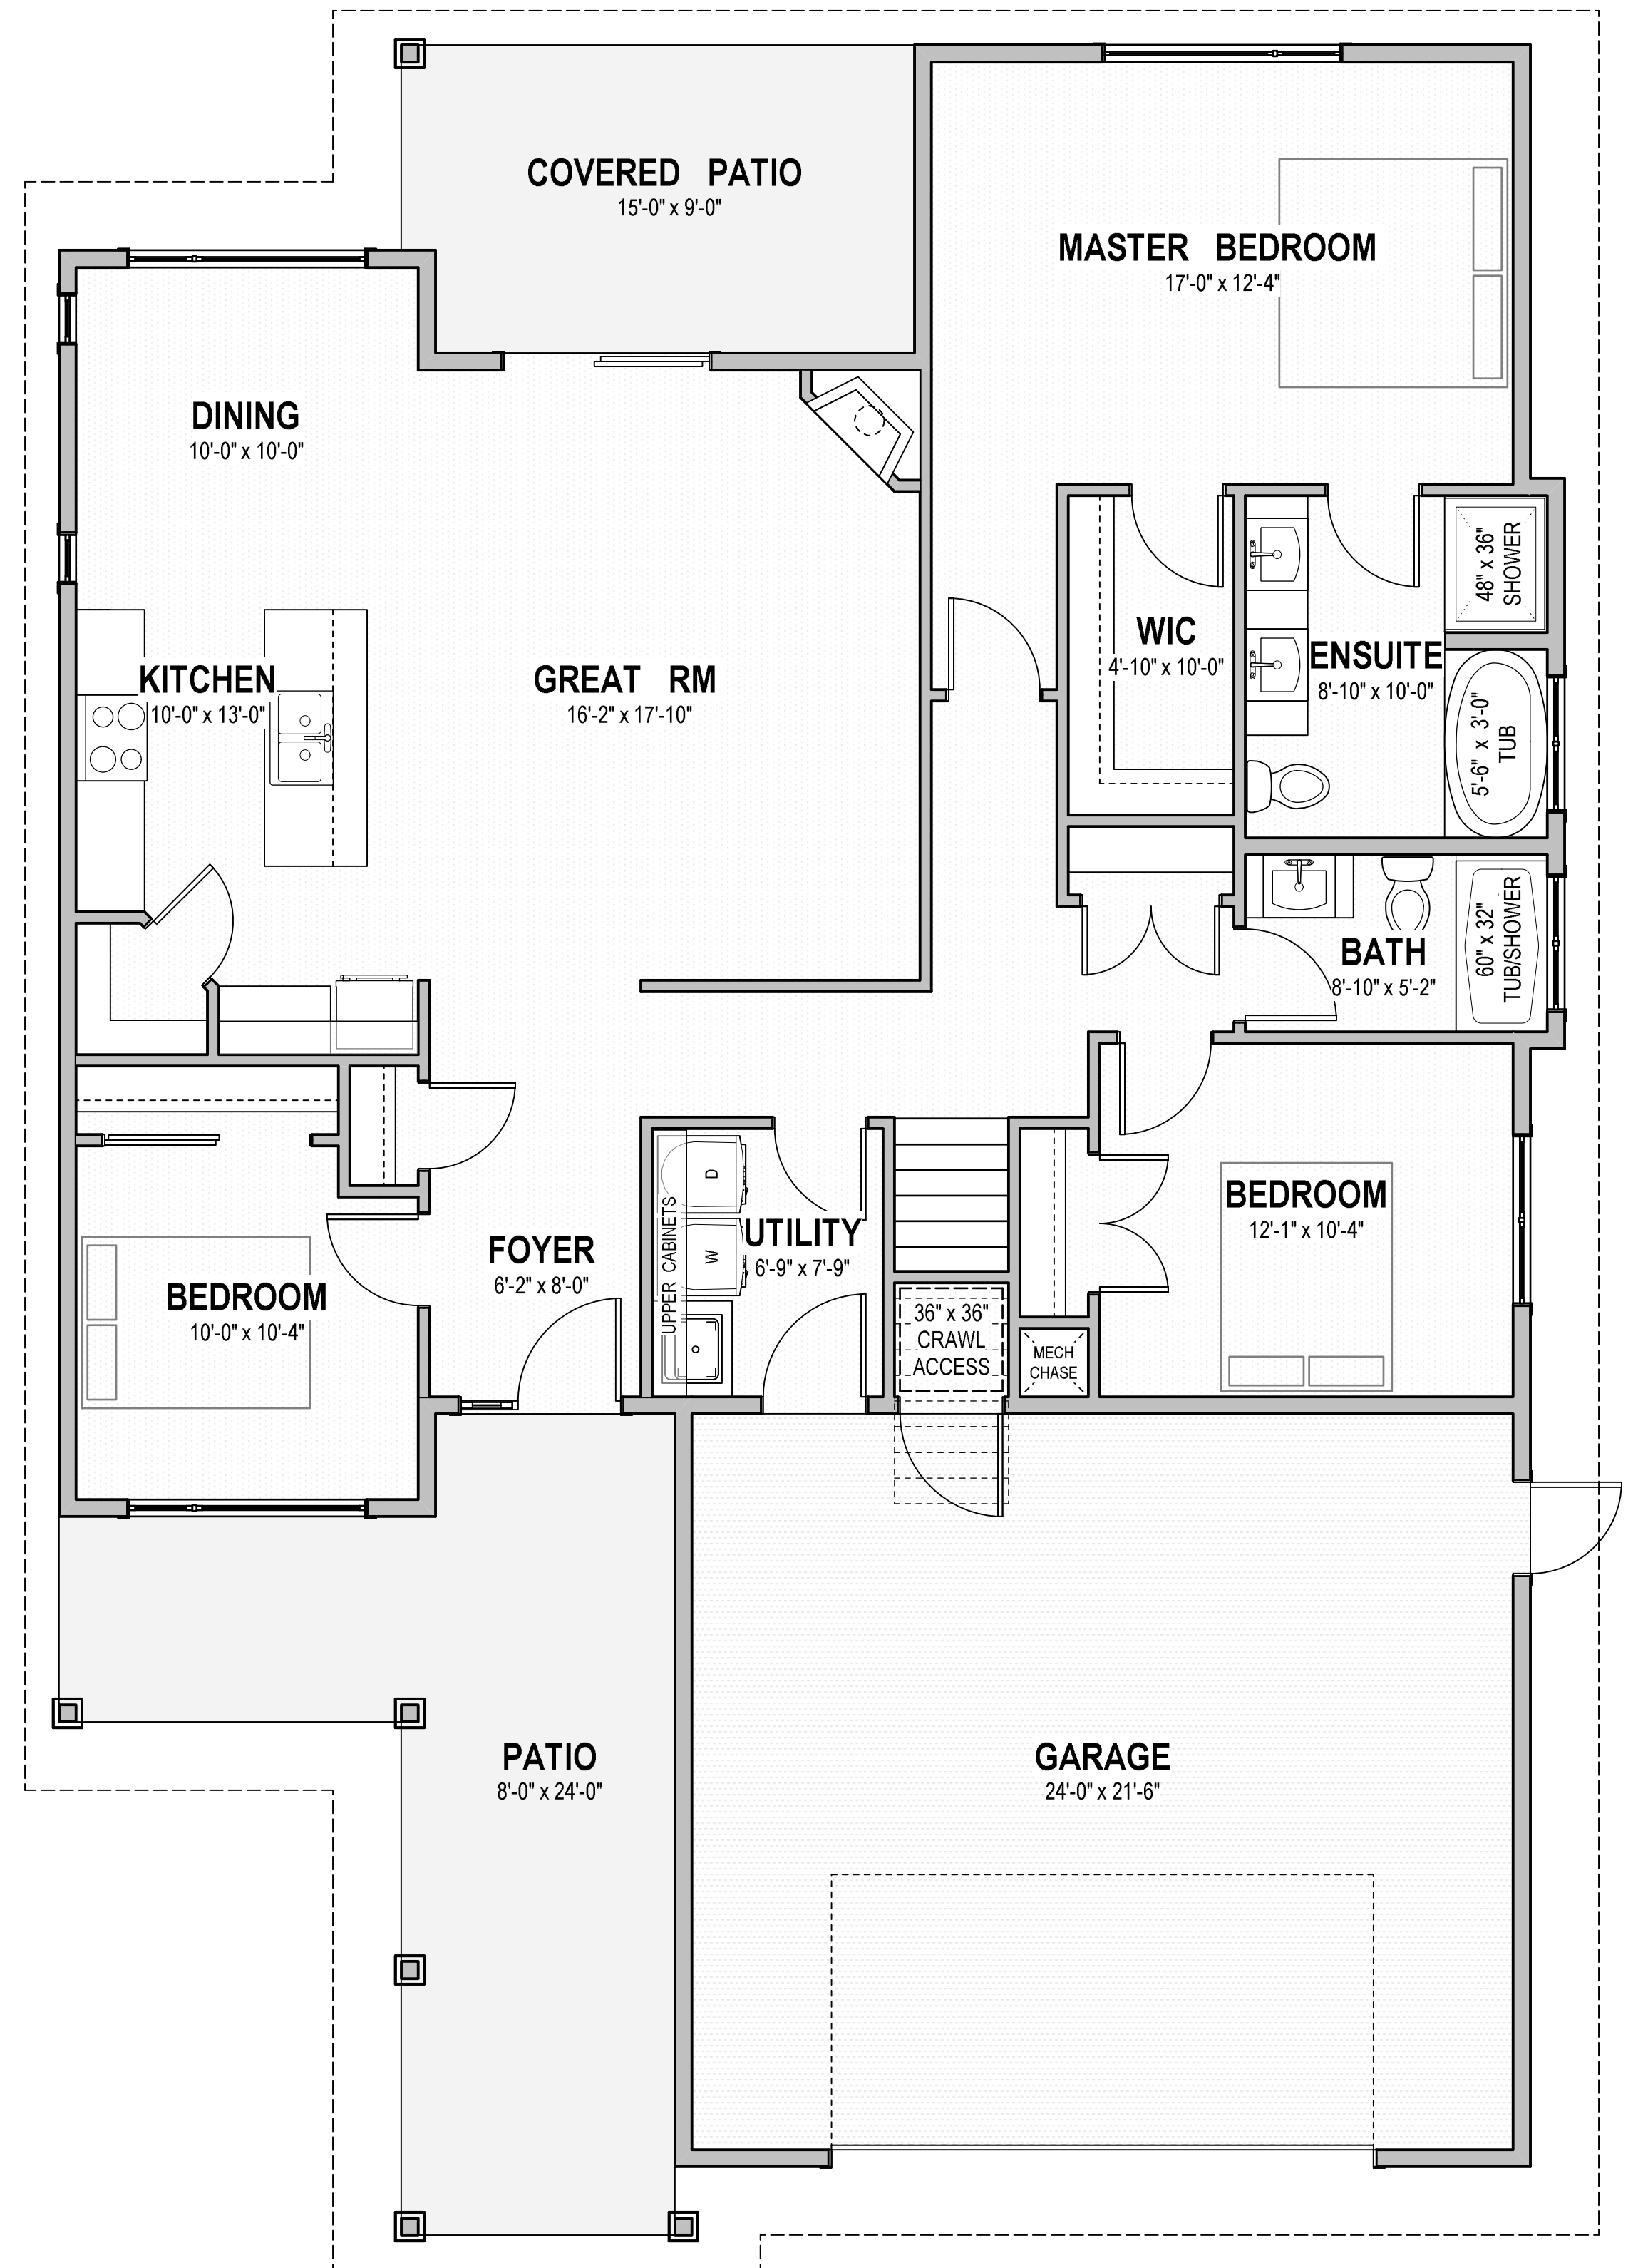 COVERED PATIO
15'-0" x 9'-0"
MASTER BEDROOM
17'-0" x 12'-4"
DINING
10'-0" x 10'-0"
KITCHEN
10'-0" x 13'-0"
GREAT RM
16'-2" x 17'-10"
WIC
4'-10" x 10'-0"
ENSUITE
8'-10" x 10'-0"
48" x 36"
SHOWER
5'-6" x 3'-0"
TUB
BATH
8'-10" x 5'-2"
60" x 32"
TUB/SHOWER
BEDROOM
10'-0" x 10'-4"
FOYER
6'-2" x 8'-0"
UPPER CABINETS
D
W
UTILITY
6'-9" x 7'-9"
36" x 36"
CRAWL
ACCESS
MECH
CHASE
BEDROOM
12'-1" x 10'-4"
PATIO
8'-0" x 24'-0"
GARAGE
24'-0" x 21'-6"